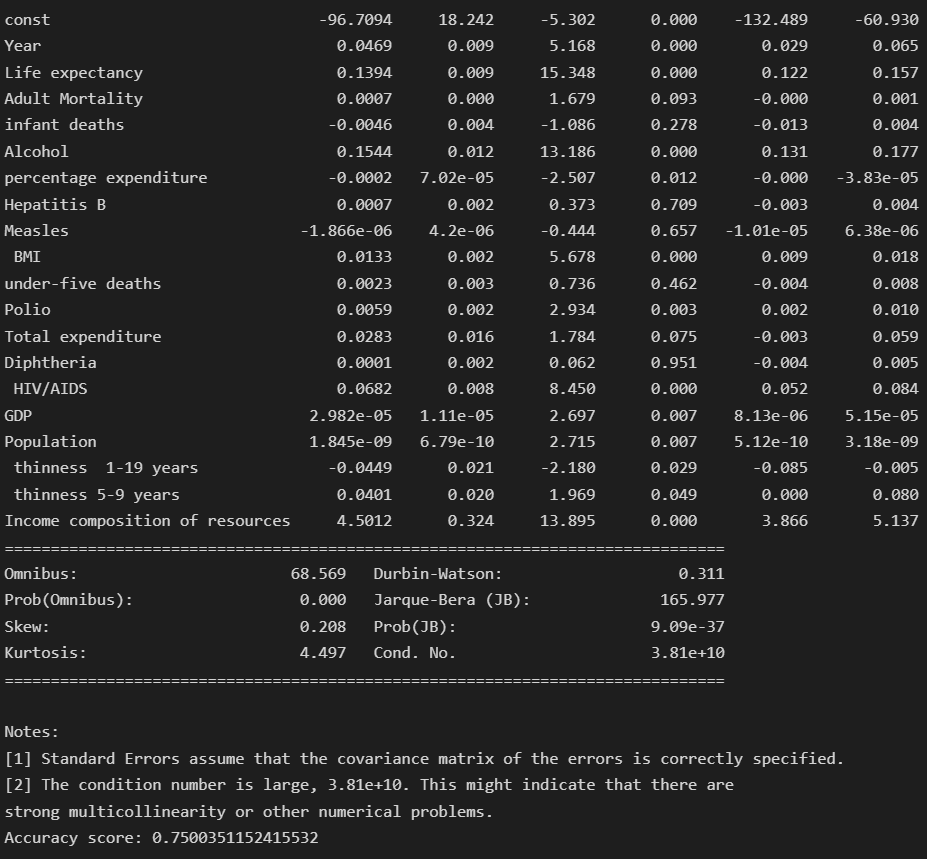 const -96.7094 18.242 -5.302 0.000 -132.489 -60.930
Year 0.0469 0.009 5.168 0.000 0.029 0.065
Life expectancy 0.1394 0.009 15.348 0.000 0.122 0.157
Adult Mortality 0.0007 0.000 1.679 0.093 -0.000 0.001
infant deaths -0.0046 0.004 -1.086 0.278 -0.013 0.004
Alcohol 0.1544 0.012 13.186 0.000 0.131 0.177
percentage expenditure -0.0002 7.02e-05 -2.507 0.012 -0.000 -3.83e-05
Hepatitis B 0.0007 0.002 0.373 0.709 -0.003 0.004
Measles -1.866e-06 4.2e-06 -0.444 0.657 -1.01e-05 6.38e-06
BMI 0.0133 0.002 5.678 0.000 0.009 0.018
under-five deaths 0.0023 0.003 0.736 0.462 -0.004 0.008
Polio 0.0059 0.002 2.934 0.003 0.002 0.010
Total expenditure 0.0283 0.016 1.784 0.075 -0.003 0.059
Diphtheria 0.0001 0.002 0.062 0.951 -0.004 0.005
HIV/AIDS 0.0682 0.008 8.450 0.000 0.052 0.084
GDP 2.982e-05 1.11e-05 2.697 0.007 8.13e-06 5.15e-05
Population 1.845e-09 6.79e-10 2.715 0.007 5.12e-10 3.18e-09
thinness  1-19 years -0.0449 0.021 -2.180 0.029 -0.085 -0.005
thinness 5-9 years 0.0401 0.020 1.969 0.049 0.000 0.080
Income composition of resources 4.5012 0.324 13.895 0.000 3.866 5.137
==============================================================================
Omnibus: 68.569 Durbin-Watson: 0.311
Prob(Omnibus): 0.000 Jarque-Bera (JB): 165.977
Skew: 0.208 Prob(JB): 9.09e-37
Kurtosis: 4.497 Cond. No. 3.81e+10
==============================================================================
Notes:
[1] Standard Errors assume that the covariance matrix of the errors is correctly specified.
[2] The condition number is large, 3.81e+10. This might indicate that there are
strong multicollinearity or other numerical problems.
Accuracy score: 0.7500351152415532